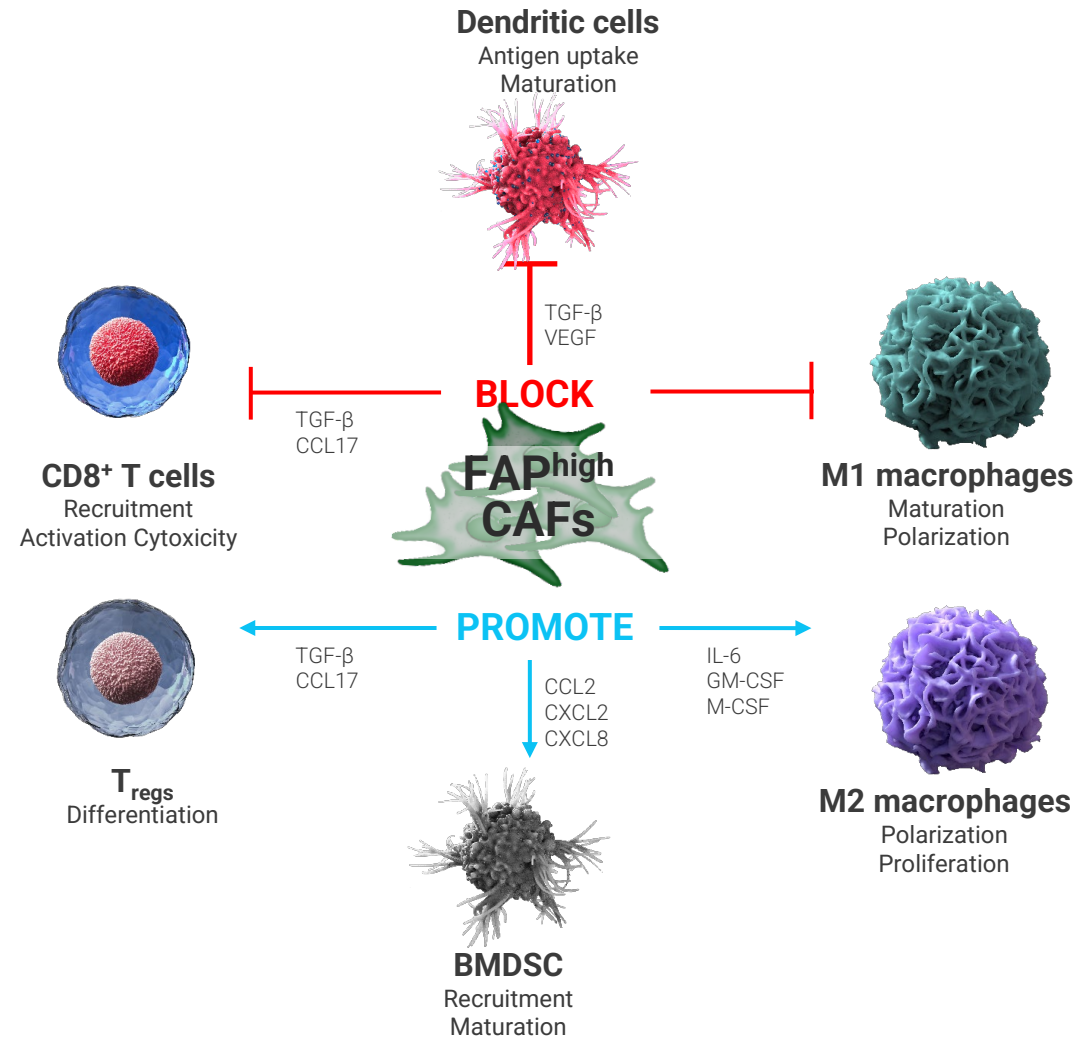 Dendritic cells
Antigen uptake
Maturation
TGF-β
VEGF
BLOCK
TGF-β
CCL17
CD8⁺ T cells
Recruitment
Activation Cytoxicity
M1 macrophages
Maturation
Polarization
FAPhigh
CAFs
PROMOTE
TGF-β
CCL17
CCL2
CXCL2
CXCL8
IL-6
GM-CSF
M-CSF
Tregs
Differentiation
M2 macrophages
Polarization
Proliferation
BMDSC
Recruitment
Maturation